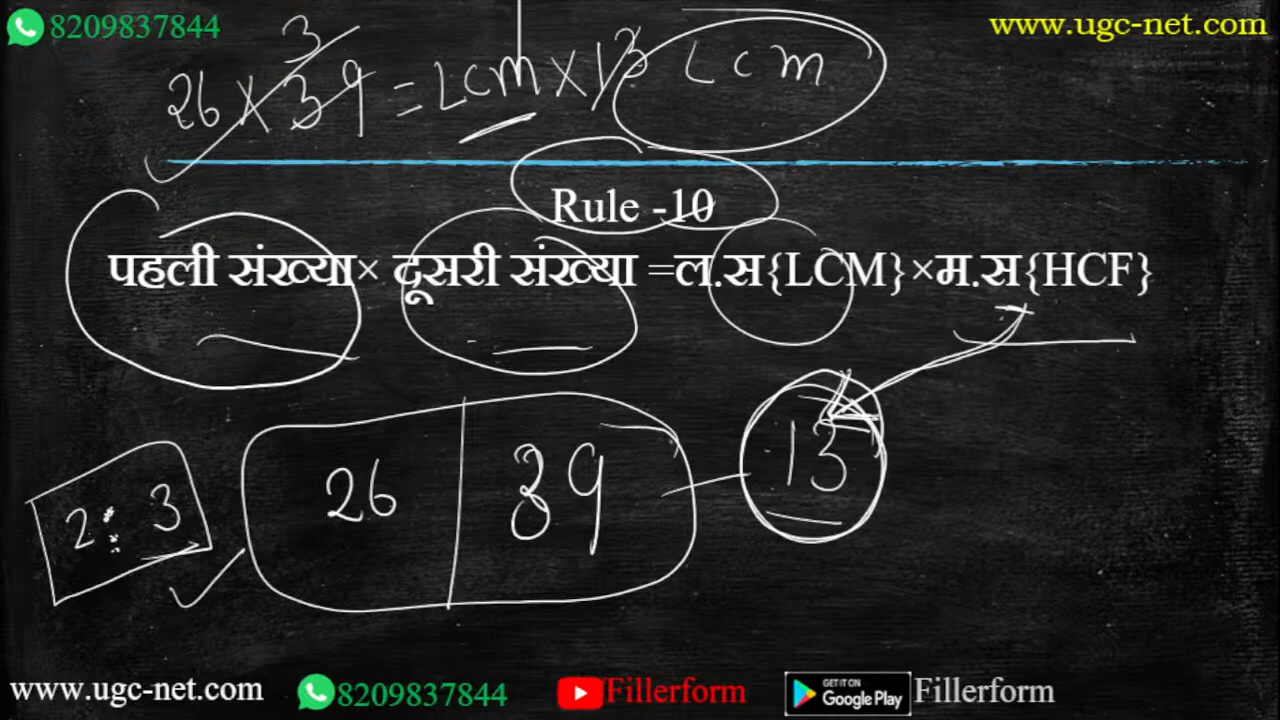 8209837844 www.ugc-net.com
3
26 × 39 = LCM × 13 LCM
Rule -10
पहली संख्या× दूसरी संख्या =ल.स{LCM}×म.स{HCF}
2 : 3 26 39 13
www.ugc-net.com 8209837844 Fillerform GET IT ON Google Play Fillerform